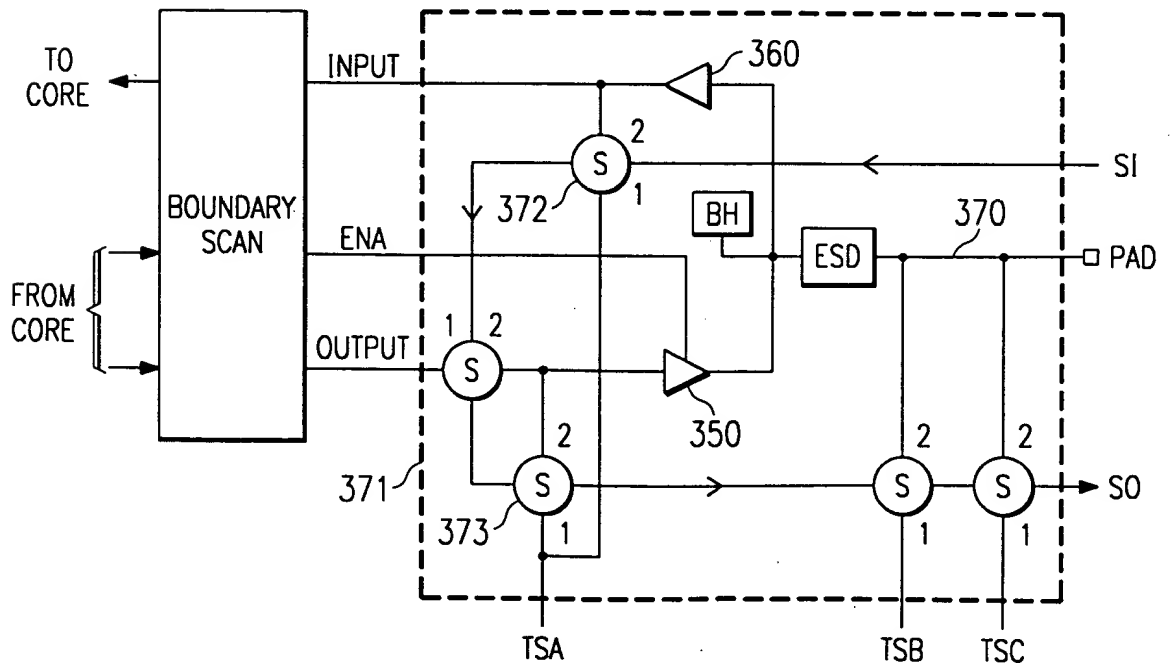 TO
CORE
INPUT
360
2
S
1
372
SI
BOUNDARY
SCAN
BH
370
ENA
ESD
PAD
FROM
CORE
1
2
OUTPUT
S
350
2
2
2
371
S
S
S
SO
373
1
1
1
TSA
TSB
TSC